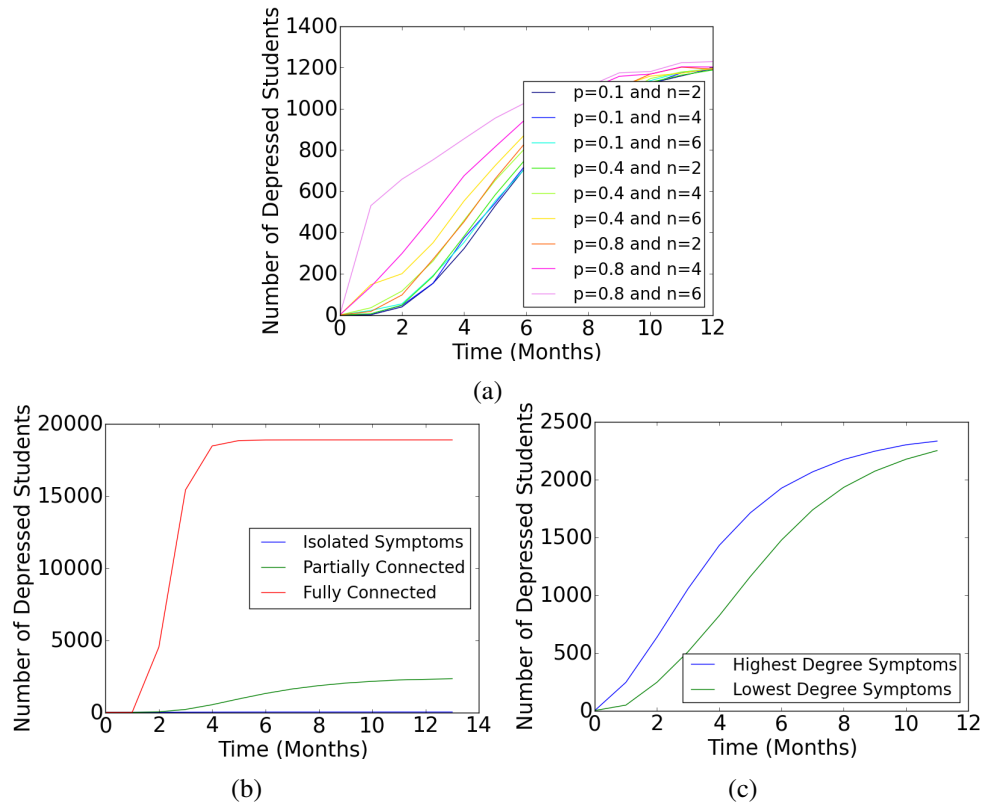 Number of Depressed Students
1400
1200
1000
800
600
400
200
0
0 2 4 6 8 10 12
Time (Months)
p=0.1 and n=2
p=0.1 and n=4
p=0.1 and n=6
p=0.4 and n=2
p=0.4 and n=4
p=0.4 and n=6
p=0.8 and n=2
p=0.8 and n=4
p=0.8 and n=6
(a)
Number of Depressed Students
20000
15000
10000
5000
0
0 2 4 6 8 10 12 14
Time (Months)
Isolated Symptoms
Partially Connected
Fully Connected
(b)
Number of Depressed Students
2500
2000
1500
1000
500
0
0 2 4 6 8 10 12
Time (Months)
Highest Degree Symptoms
Lowest Degree Symptoms
(c)